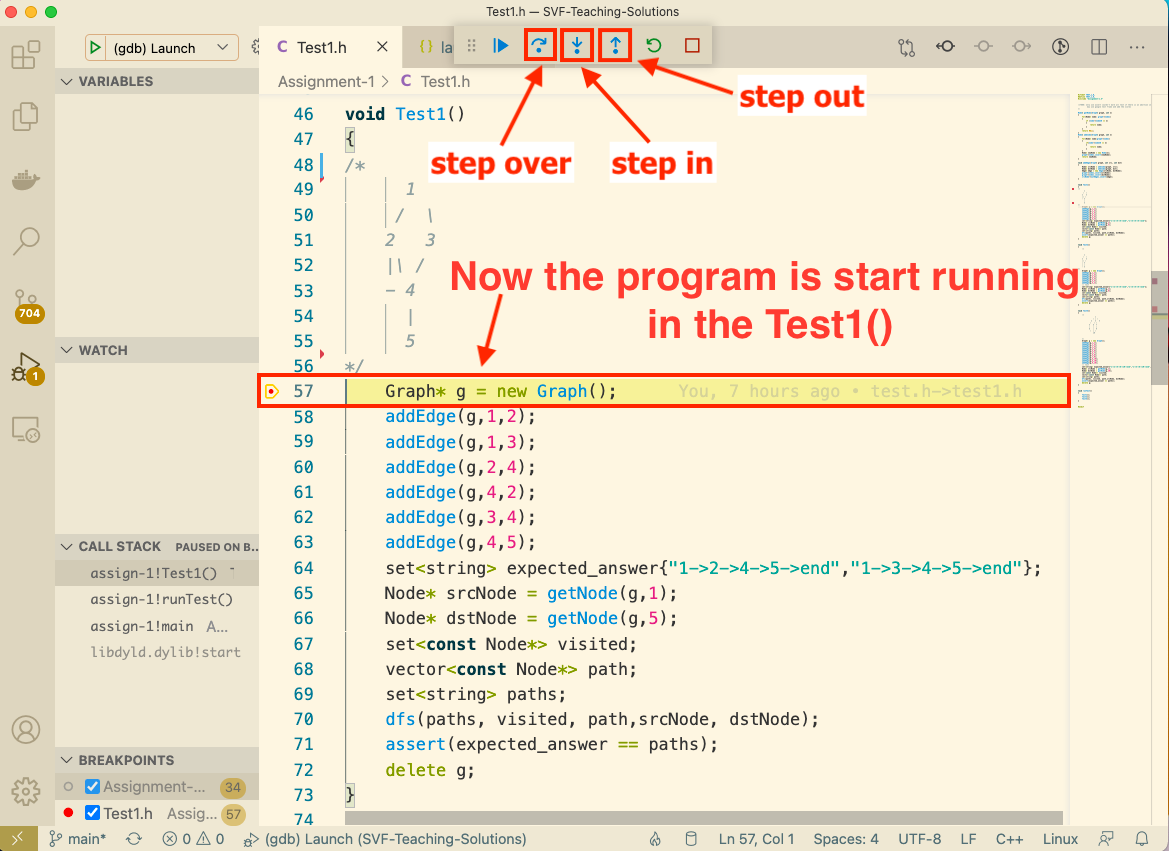 Test1.h — SVF-Teaching-Solutions
(gdb) Launch
C Test1.h
{} la
VARIABLES
Assignment-1 > C Test1.h
step over
step in
step out
46 void Test1()
47 {
48 /*
49 1
50 / \
51 2 3
52 |\ /
53 - 4
54 |
55 5
56 */
Now the program is start running
in the Test1()
57 Graph* g = new Graph(); You, 7 hours ago • test.h->test1.h
58 addEdge(g,1,2);
59 addEdge(g,1,3);
60 addEdge(g,2,4);
61 addEdge(g,4,2);
62 addEdge(g,3,4);
63 addEdge(g,4,5);
64 set<string> expected_answer{"1->2->4->5->end","1->3->4->5->end"};
65 Node* srcNode = getNode(g,1);
66 Node* dstNode = getNode(g,5);
67 set<const Node*> visited;
68 vector<const Node*> path;
69 set<string> paths;
70 dfs(paths, visited, path,srcNode, dstNode);
71 assert(expected_answer == paths);
72 delete g;
73 }
74
704
1
WATCH
CALL STACK PAUSED ON B..
assign-1!Test1()
assign-1!runTest()
assign-1!main A...
libdyld.dylib!start
BREAKPOINTS
Assignment-... 34
Test1.h Assig... 57
main* 0 0 (gdb) Launch (SVF-Teaching-Solutions) Ln 57, Col 1 Spaces: 4 UTF-8 LF C++ Linux